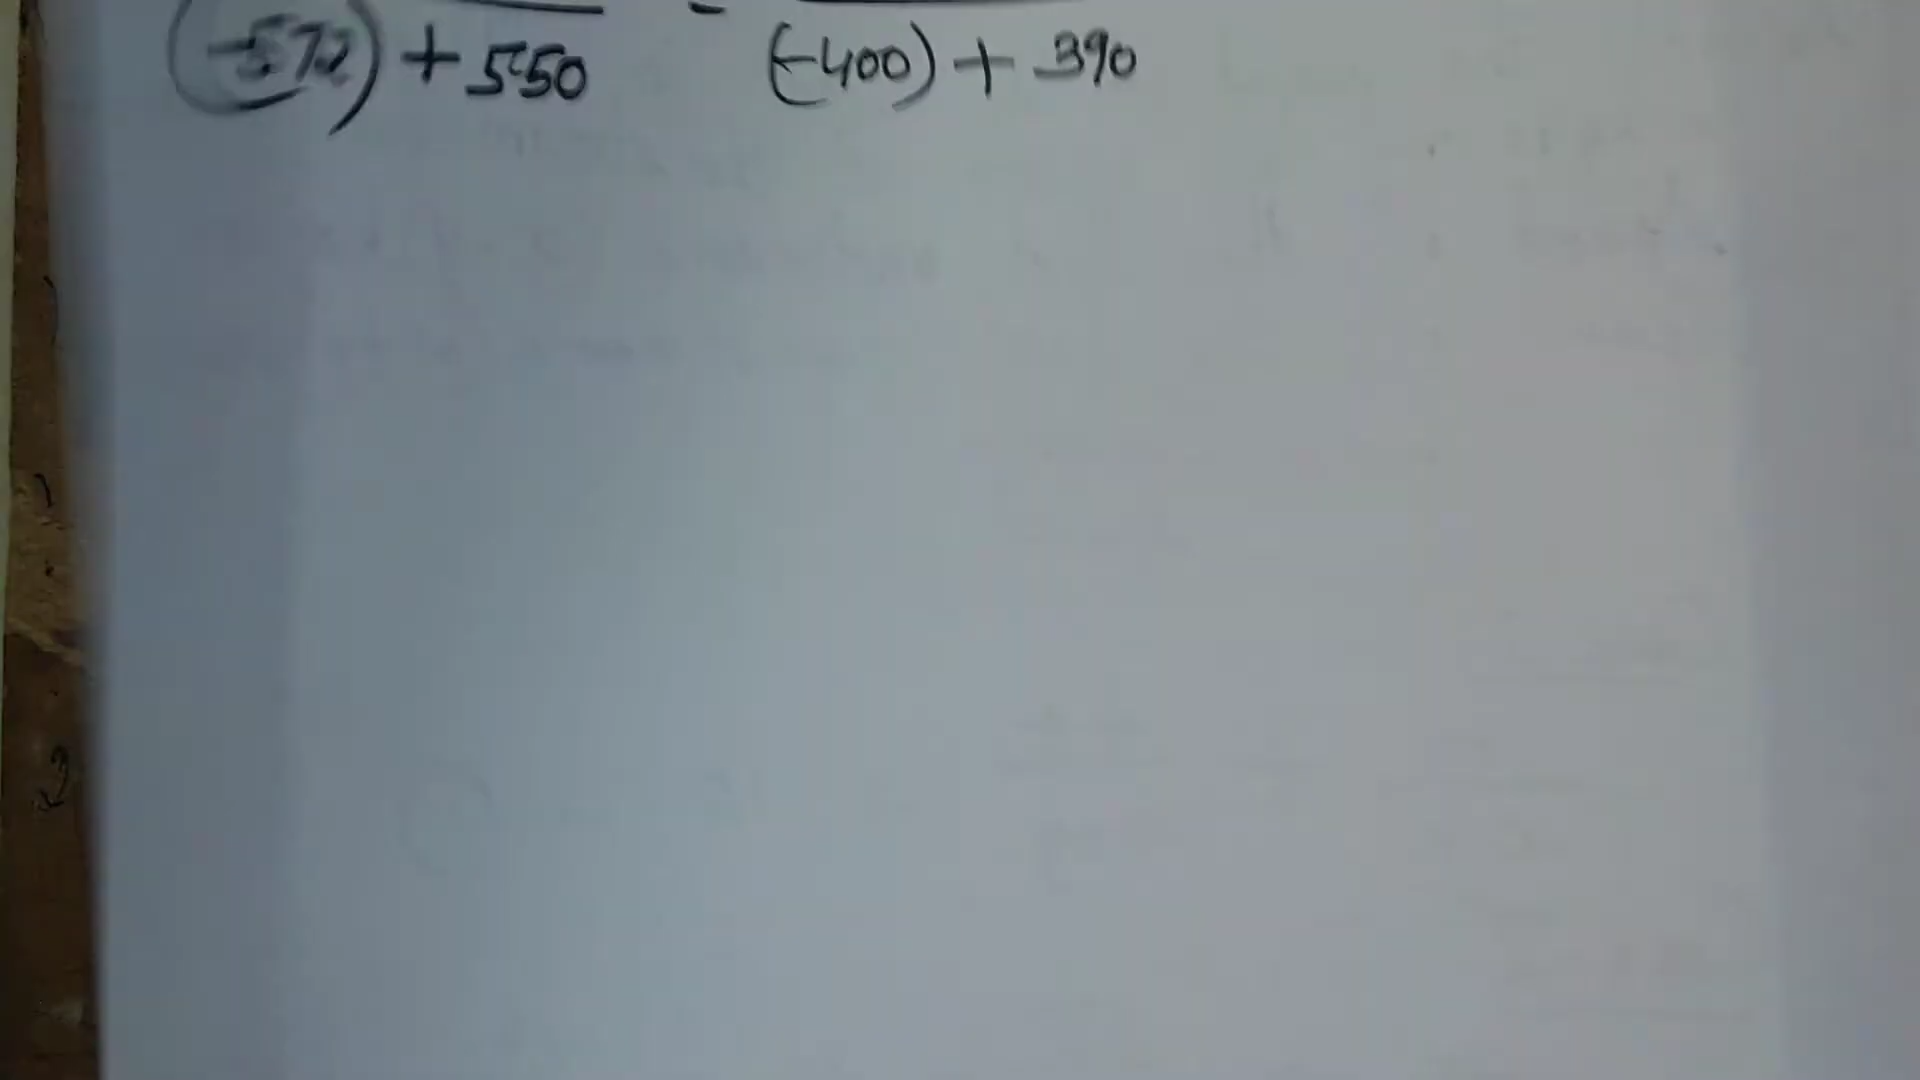 (-572) + 550 - (-400) + 390